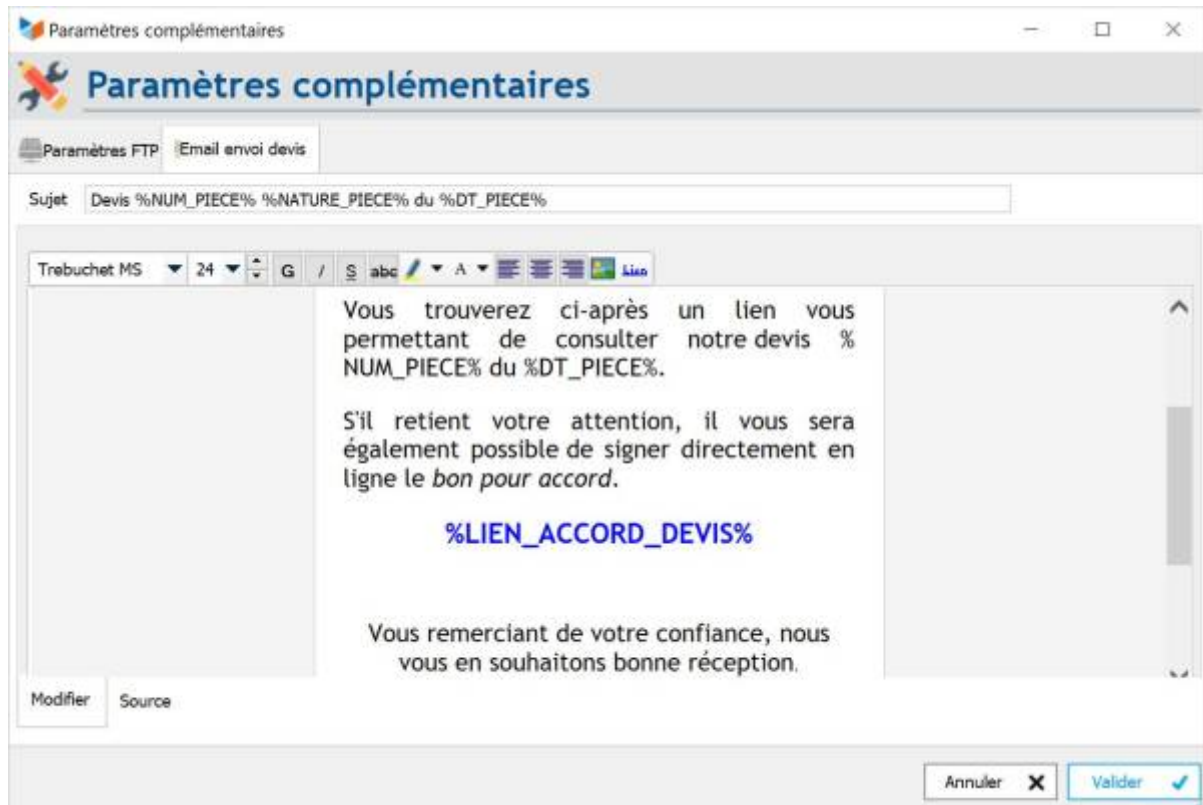 Paramètres complémentaires
Paramètres complémentaires
Paramètres FTP Email envoi devis
Sujet Devis %NUM_PIECE% %NATURE_PIECE% du %DT_PIECE%
Trebuchet MS 24 G I S abc A Lien
Vous trouverez ci-après un lien vous
permettant de consulter notre devis %
NUM_PIECE% du %DT_PIECE%.
S'il retient votre attention, il vous sera
également possible de signer directement en
ligne le bon pour accord.
%LIEN_ACCORD_DEVIS%
Vous remerciant de votre confiance, nous
vous en souhaitons bonne réception.
Modifier Source
Annuler Valider